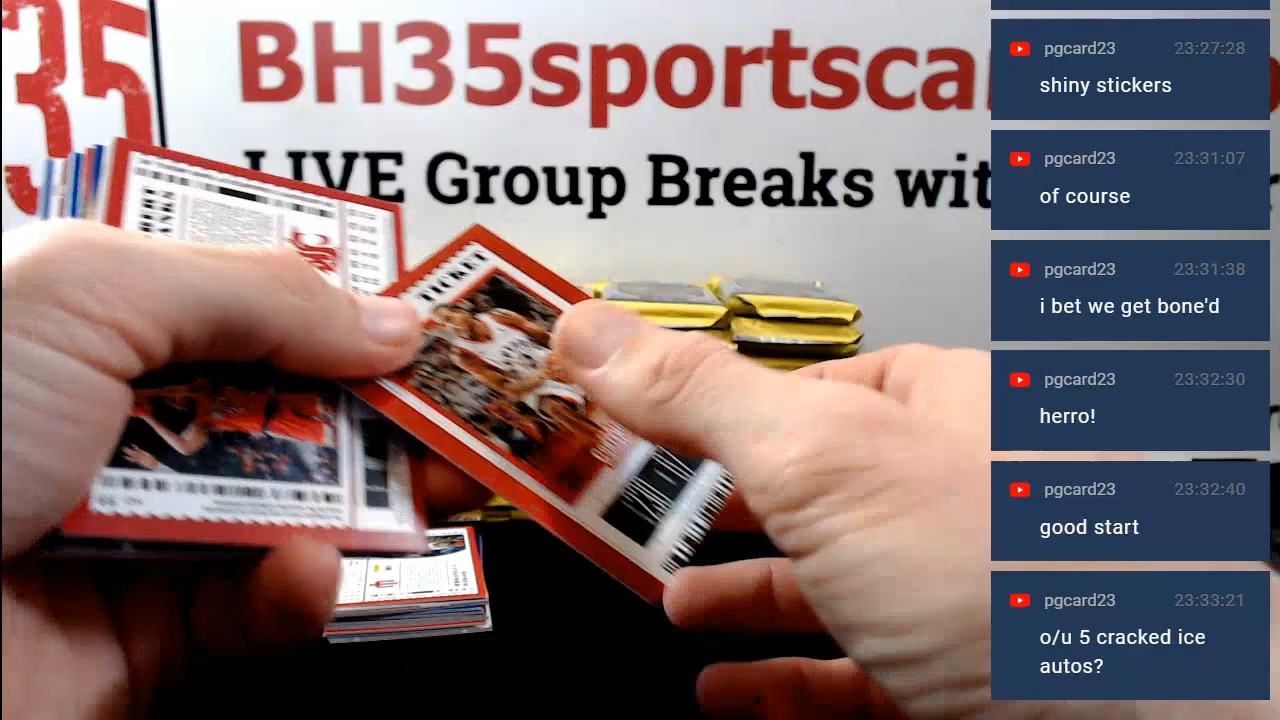 35
BH35sportsca
LIVE Group Breaks wit
TICKET
pgcard23 23:27:28
shiny stickers
pgcard23 23:31:07
of course
pgcard23 23:31:38
i bet we get bone'd
pgcard23 23:32:30
herro!
pgcard23 23:32:40
good start
pgcard23 23:33:21
o/u 5 cracked ice
autos?